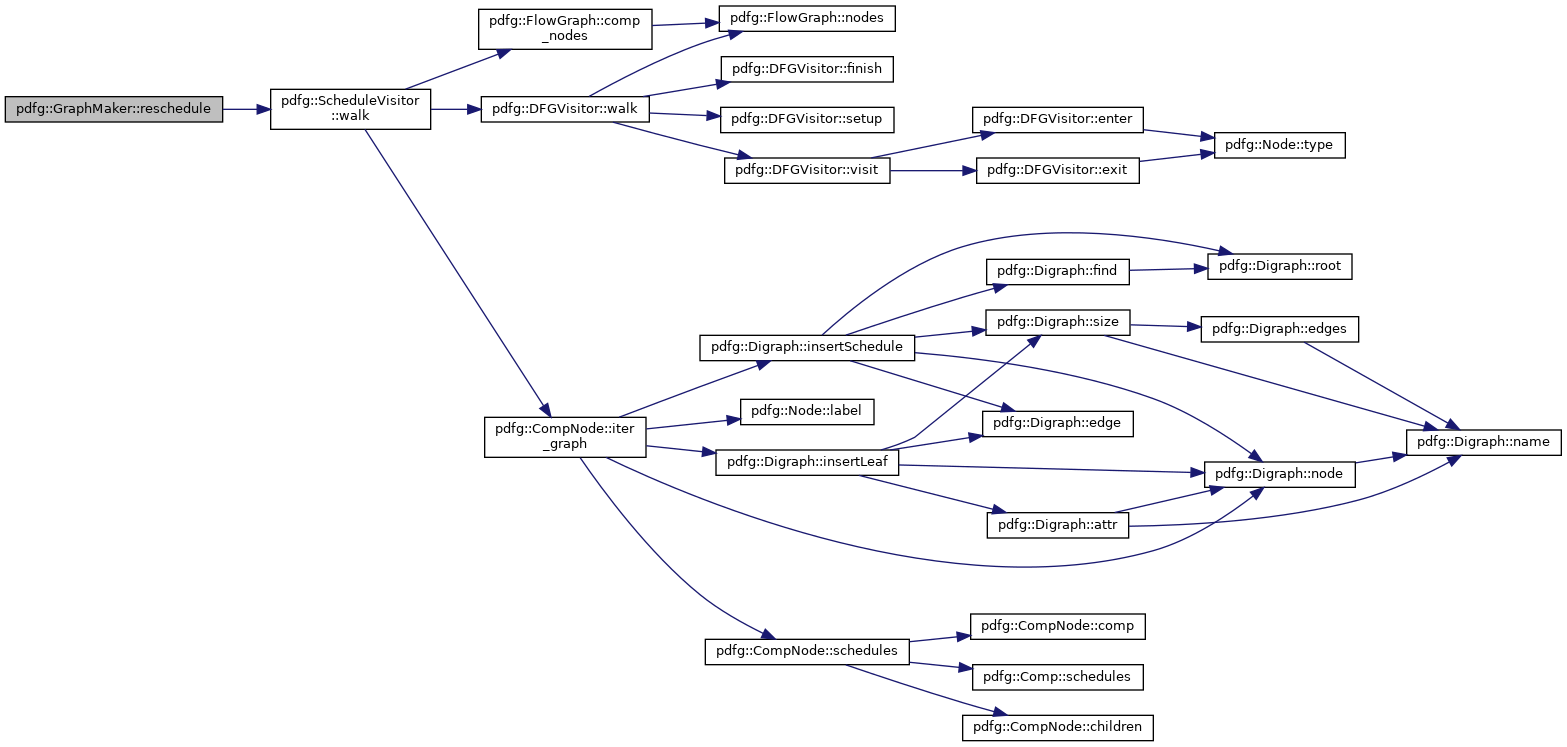 pdfg::GraphMaker::reschedule
pdfg::ScheduleVisitor
::walk
pdfg::FlowGraph::comp
_nodes
pdfg::FlowGraph::nodes
pdfg::DFGVisitor::walk
pdfg::DFGVisitor::finish
pdfg::DFGVisitor::setup
pdfg::DFGVisitor::visit
pdfg::DFGVisitor::enter
pdfg::DFGVisitor::exit
pdfg::Node::type
pdfg::CompNode::iter
_graph
pdfg::Digraph::insertSchedule
pdfg::Node::label
pdfg::Digraph::insertLeaf
pdfg::Digraph::find
pdfg::Digraph::root
pdfg::Digraph::size
pdfg::Digraph::edges
pdfg::Digraph::edge
pdfg::Digraph::name
pdfg::Digraph::node
pdfg::Digraph::attr
pdfg::CompNode::schedules
pdfg::CompNode::comp
pdfg::Comp::schedules
pdfg::CompNode::children